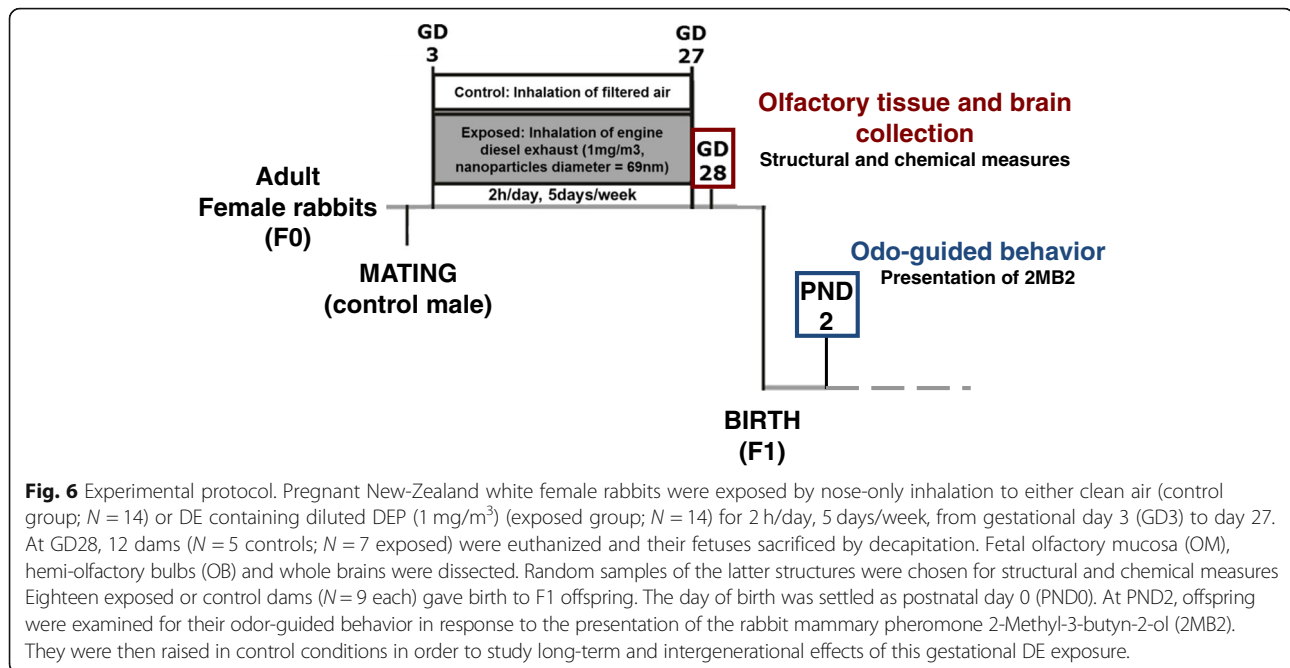 GD
3
GD
27
Control: Inhalation of filtered air
Exposed: Inhalation of engine
diesel exhaust (1mg/m3,
nanoparticles diameter = 69nm)
2h/day, 5days/week
GD
28
Olfactory tissue and brain
collection
Structural and chemical measures
Adult
Female rabbits
(F0)
MATING
(control male)
Odo-guided behavior
Presentation of 2MB2
PND
2
BIRTH
(F1)
Fig. 6 Experimental protocol. Pregnant New-Zealand white female rabbits were exposed by nose-only inhalation to either clean air (control
group; N = 14) or DE containing diluted DEP (1 mg/m³) (exposed group; N = 14) for 2 h/day, 5 days/week, from gestational day 3 (GD3) to day 27.
At GD28, 12 dams (N = 5 controls; N = 7 exposed) were euthanized and their fetuses sacrificed by decapitation. Fetal olfactory mucosa (OM),
hemi-olfactory bulbs (OB) and whole brains were dissected. Random samples of the latter structures were chosen for structural and chemical measures
Eighteen exposed or control dams (N = 9 each) gave birth to F1 offspring. The day of birth was settled as postnatal day 0 (PND0). At PND2, offspring
were examined for their odor-guided behavior in response to the presentation of the rabbit mammary pheromone 2-Methyl-3-butyn-2-ol (2MB2).
They were then raised in control conditions in order to study long-term and intergenerational effects of this gestational DE exposure.